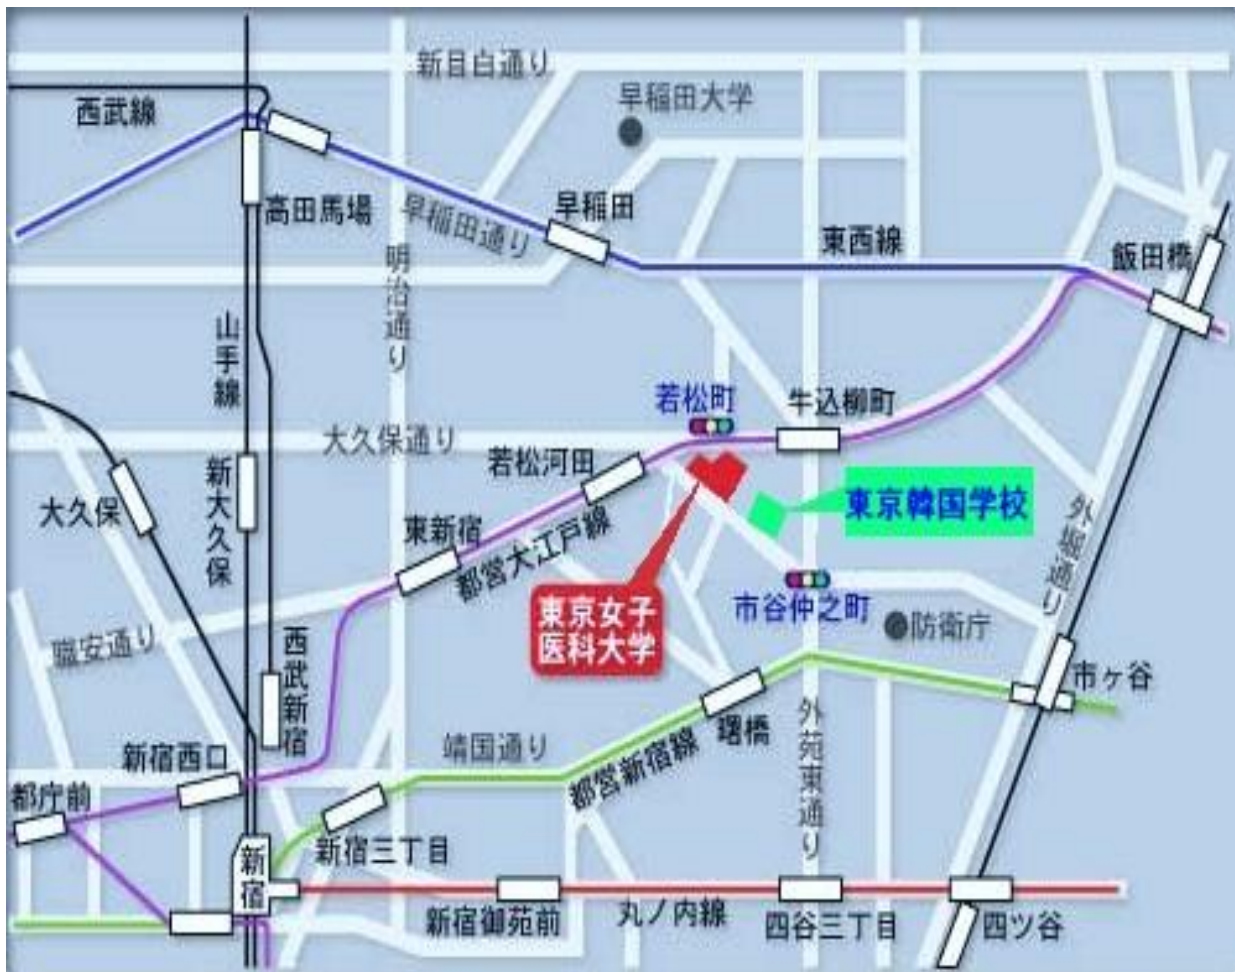 新目白通り
早稲田大学
西武線
高田馬場
早稲田通り
早稲田
東西線
飯田橋
明治通り
山手線
若松町
牛込柳町
大久保通り
若松河田
新大久保
大久保
東新宿
都営大江戸線
東京韓国学校
外堀通り
東京女子
医科大学
市谷仲之町
防衛庁
職安通り
西武新宿
市ヶ谷
曙橋
外苑東通り
新宿西口
靖国通り
都営新宿線
都庁前
新宿三丁目
新宿
新宿御苑前
丸ノ内線
四谷三丁目
四ツ谷